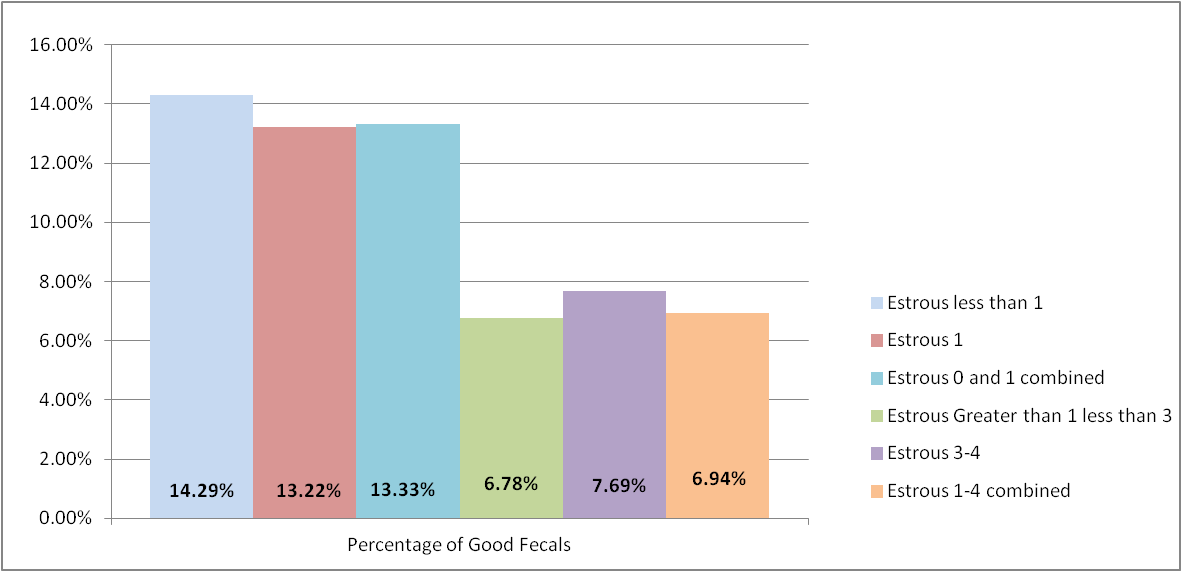 16.00%
14.00%
12.00%
10.00%
8.00%
6.00%
4.00%
2.00%
0.00%
14.29%
13.22%
13.33%
6.78%
7.69%
6.94%
Percentage of Good Fecals
Estrous less than 1
Estrous 1
Estrous 0 and 1 combined
Estrous Greater than 1 less than 3
Estrous 3-4
Estrous 1-4 combined